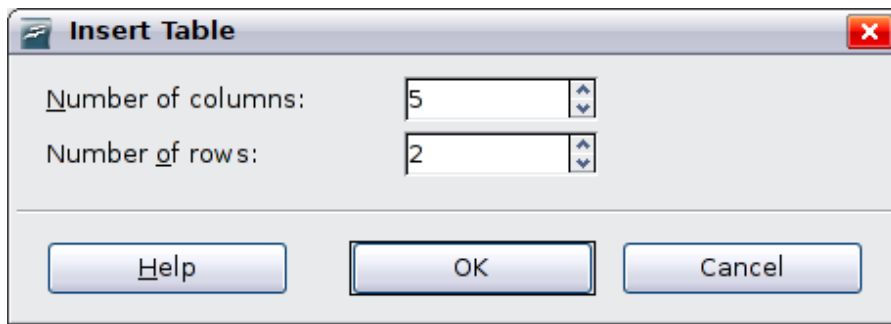 Insert Table
Number of columns: 5
Number of rows: 2
Help OK Cancel